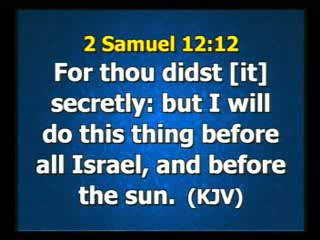 2 Samuel 12:12
For thou didst [it]
secretly: but I will
do this thing before
all Israel, and before
the sun. (KJV)